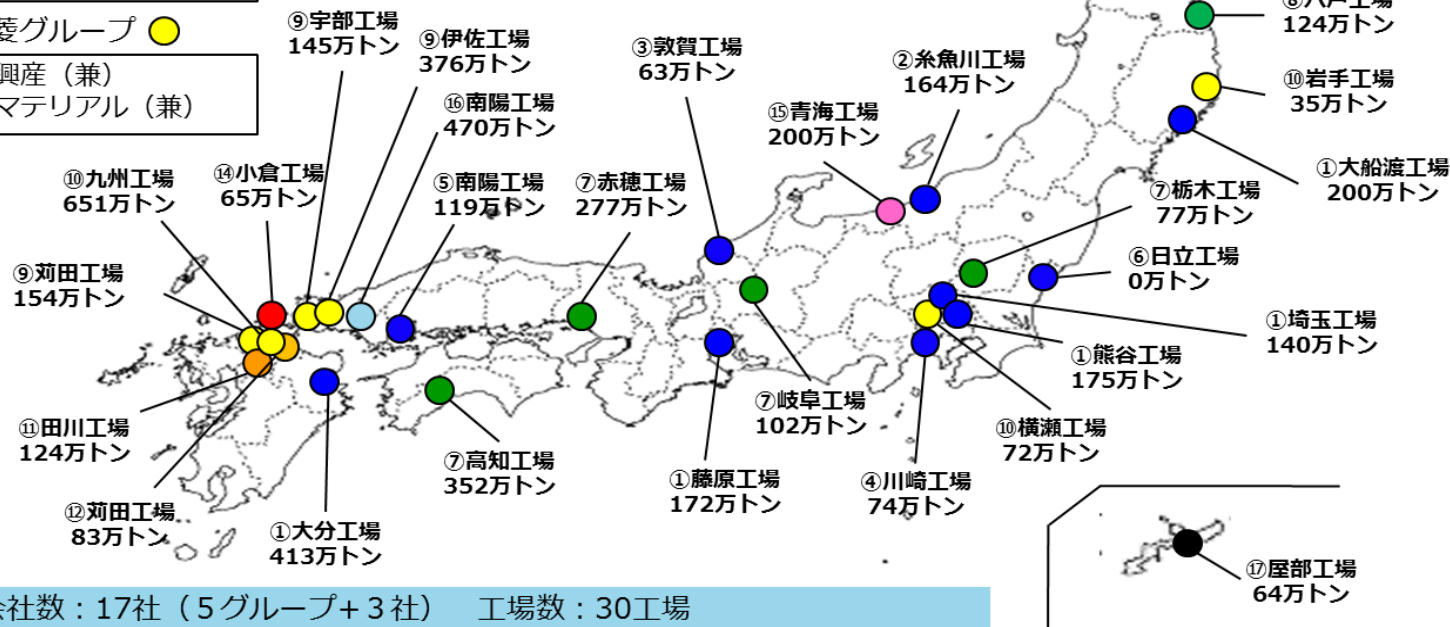 菱グループ
興産（兼）
マテリアル（兼）
⑨宇部工場
145万トン
⑨伊佐工場
376万トン
⑯南陽工場
470万トン
⑩九州工場
651万トン
⑭小倉工場
65万トン
⑤南陽工場
119万トン
⑦赤穂工場
277万トン
③敦賀工場
63万トン
②糸魚川工場
164万トン
⑮青海工場
200万トン
⑧八戸工場
124万トン
⑩岩手工場
35万トン
①大船渡工場
200万トン
⑦栃木工場
77万トン
⑥日立工場
0万トン
①埼玉工場
140万トン
①熊谷工場
175万トン
⑩横瀬工場
72万トン
⑨苅田工場
154万トン
⑪田川工場
124万トン
⑫苅田工場
83万トン
①大分工場
413万トン
⑦高知工場
352万トン
①藤原工場
172万トン
⑦岐阜工場
102万トン
④川崎工場
74万トン
⑰屋部工場
64万トン
会社数：17社（５グループ+３社）　工場数：30工場